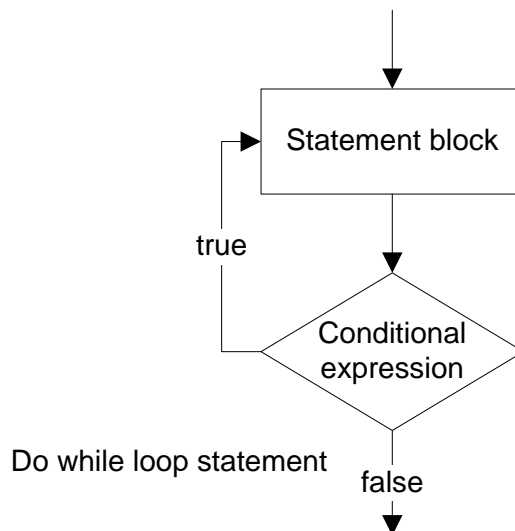 Statement block
true
Conditional
expression
Do while loop statement
false